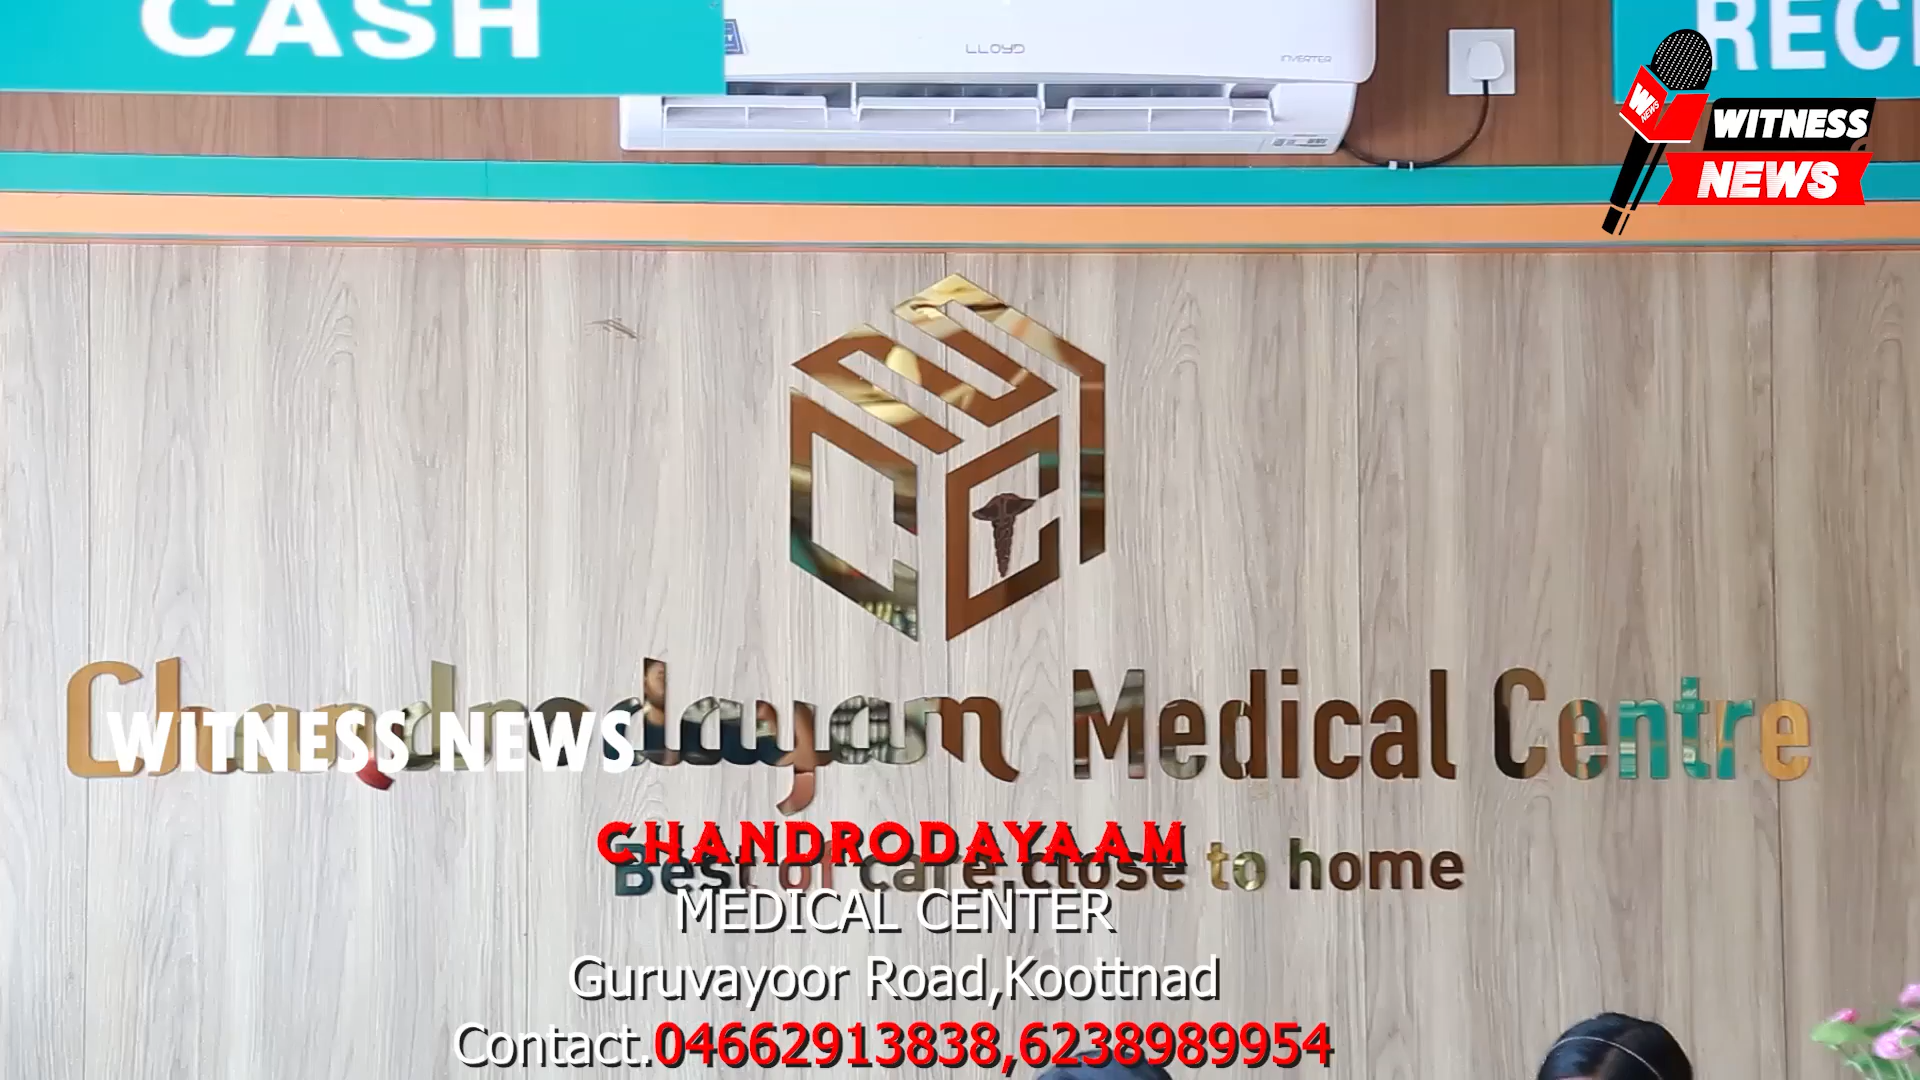 CASH
LLOYD
INVERTER
REC
W NEWS
WITNESS
NEWS
Chandrodayam Medical Centre
WITNESS NEWS
Best of care,close to home
CHANDRODAYAAM
MEDICAL CENTER
Guruvayoor Road,Koottnad
Contact.04662913838,6238989954